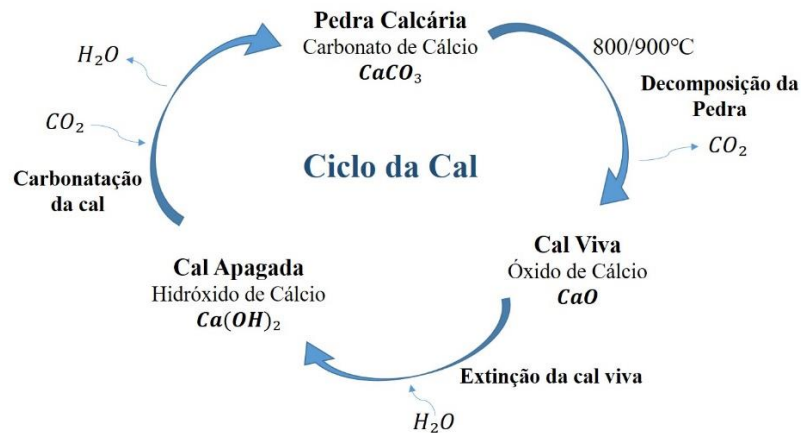 Pedra Calcária
Carbonato de Cálcio
CaCO₃
800/900°C
Decomposição da
Pedra
CO₂
Cal Viva
Óxido de Cálcio
CaO
Extinção da cal viva
H₂O
Cal Apagada
Hidróxido de Cálcio
Ca(OH)₂
Carbonatação
da cal
CO₂
H₂O
Ciclo da Cal